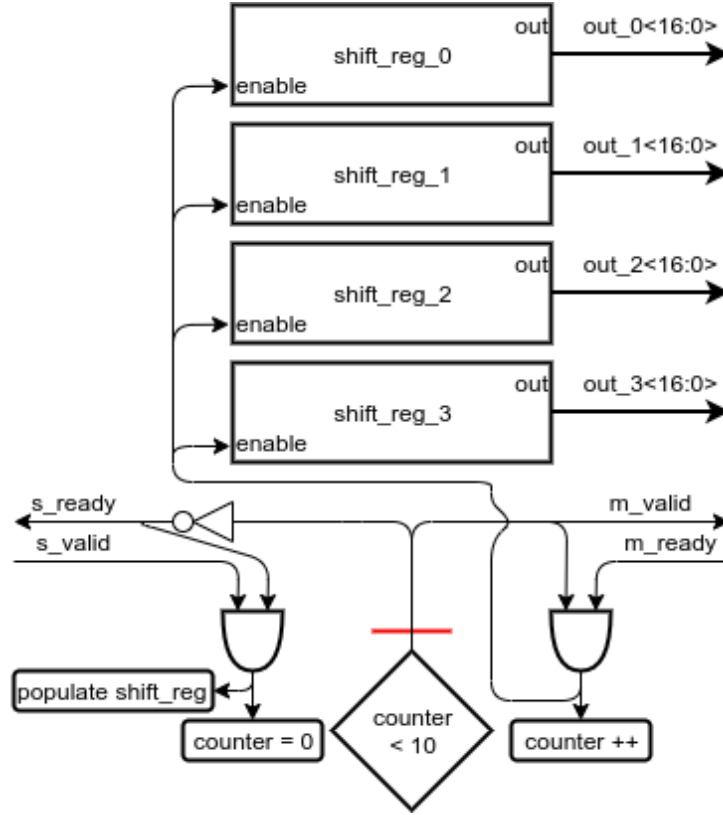 out
out_0<16:0>
shift_reg_0
enable
out
out_1<16:0>
shift_reg_1
enable
out
out_2<16:0>
shift_reg_2
enable
out
out_3<16:0>
shift_reg_3
enable
s_ready
m_valid
s_valid
m_ready
populate shift_reg
counter = 0
counter
< 10
counter ++